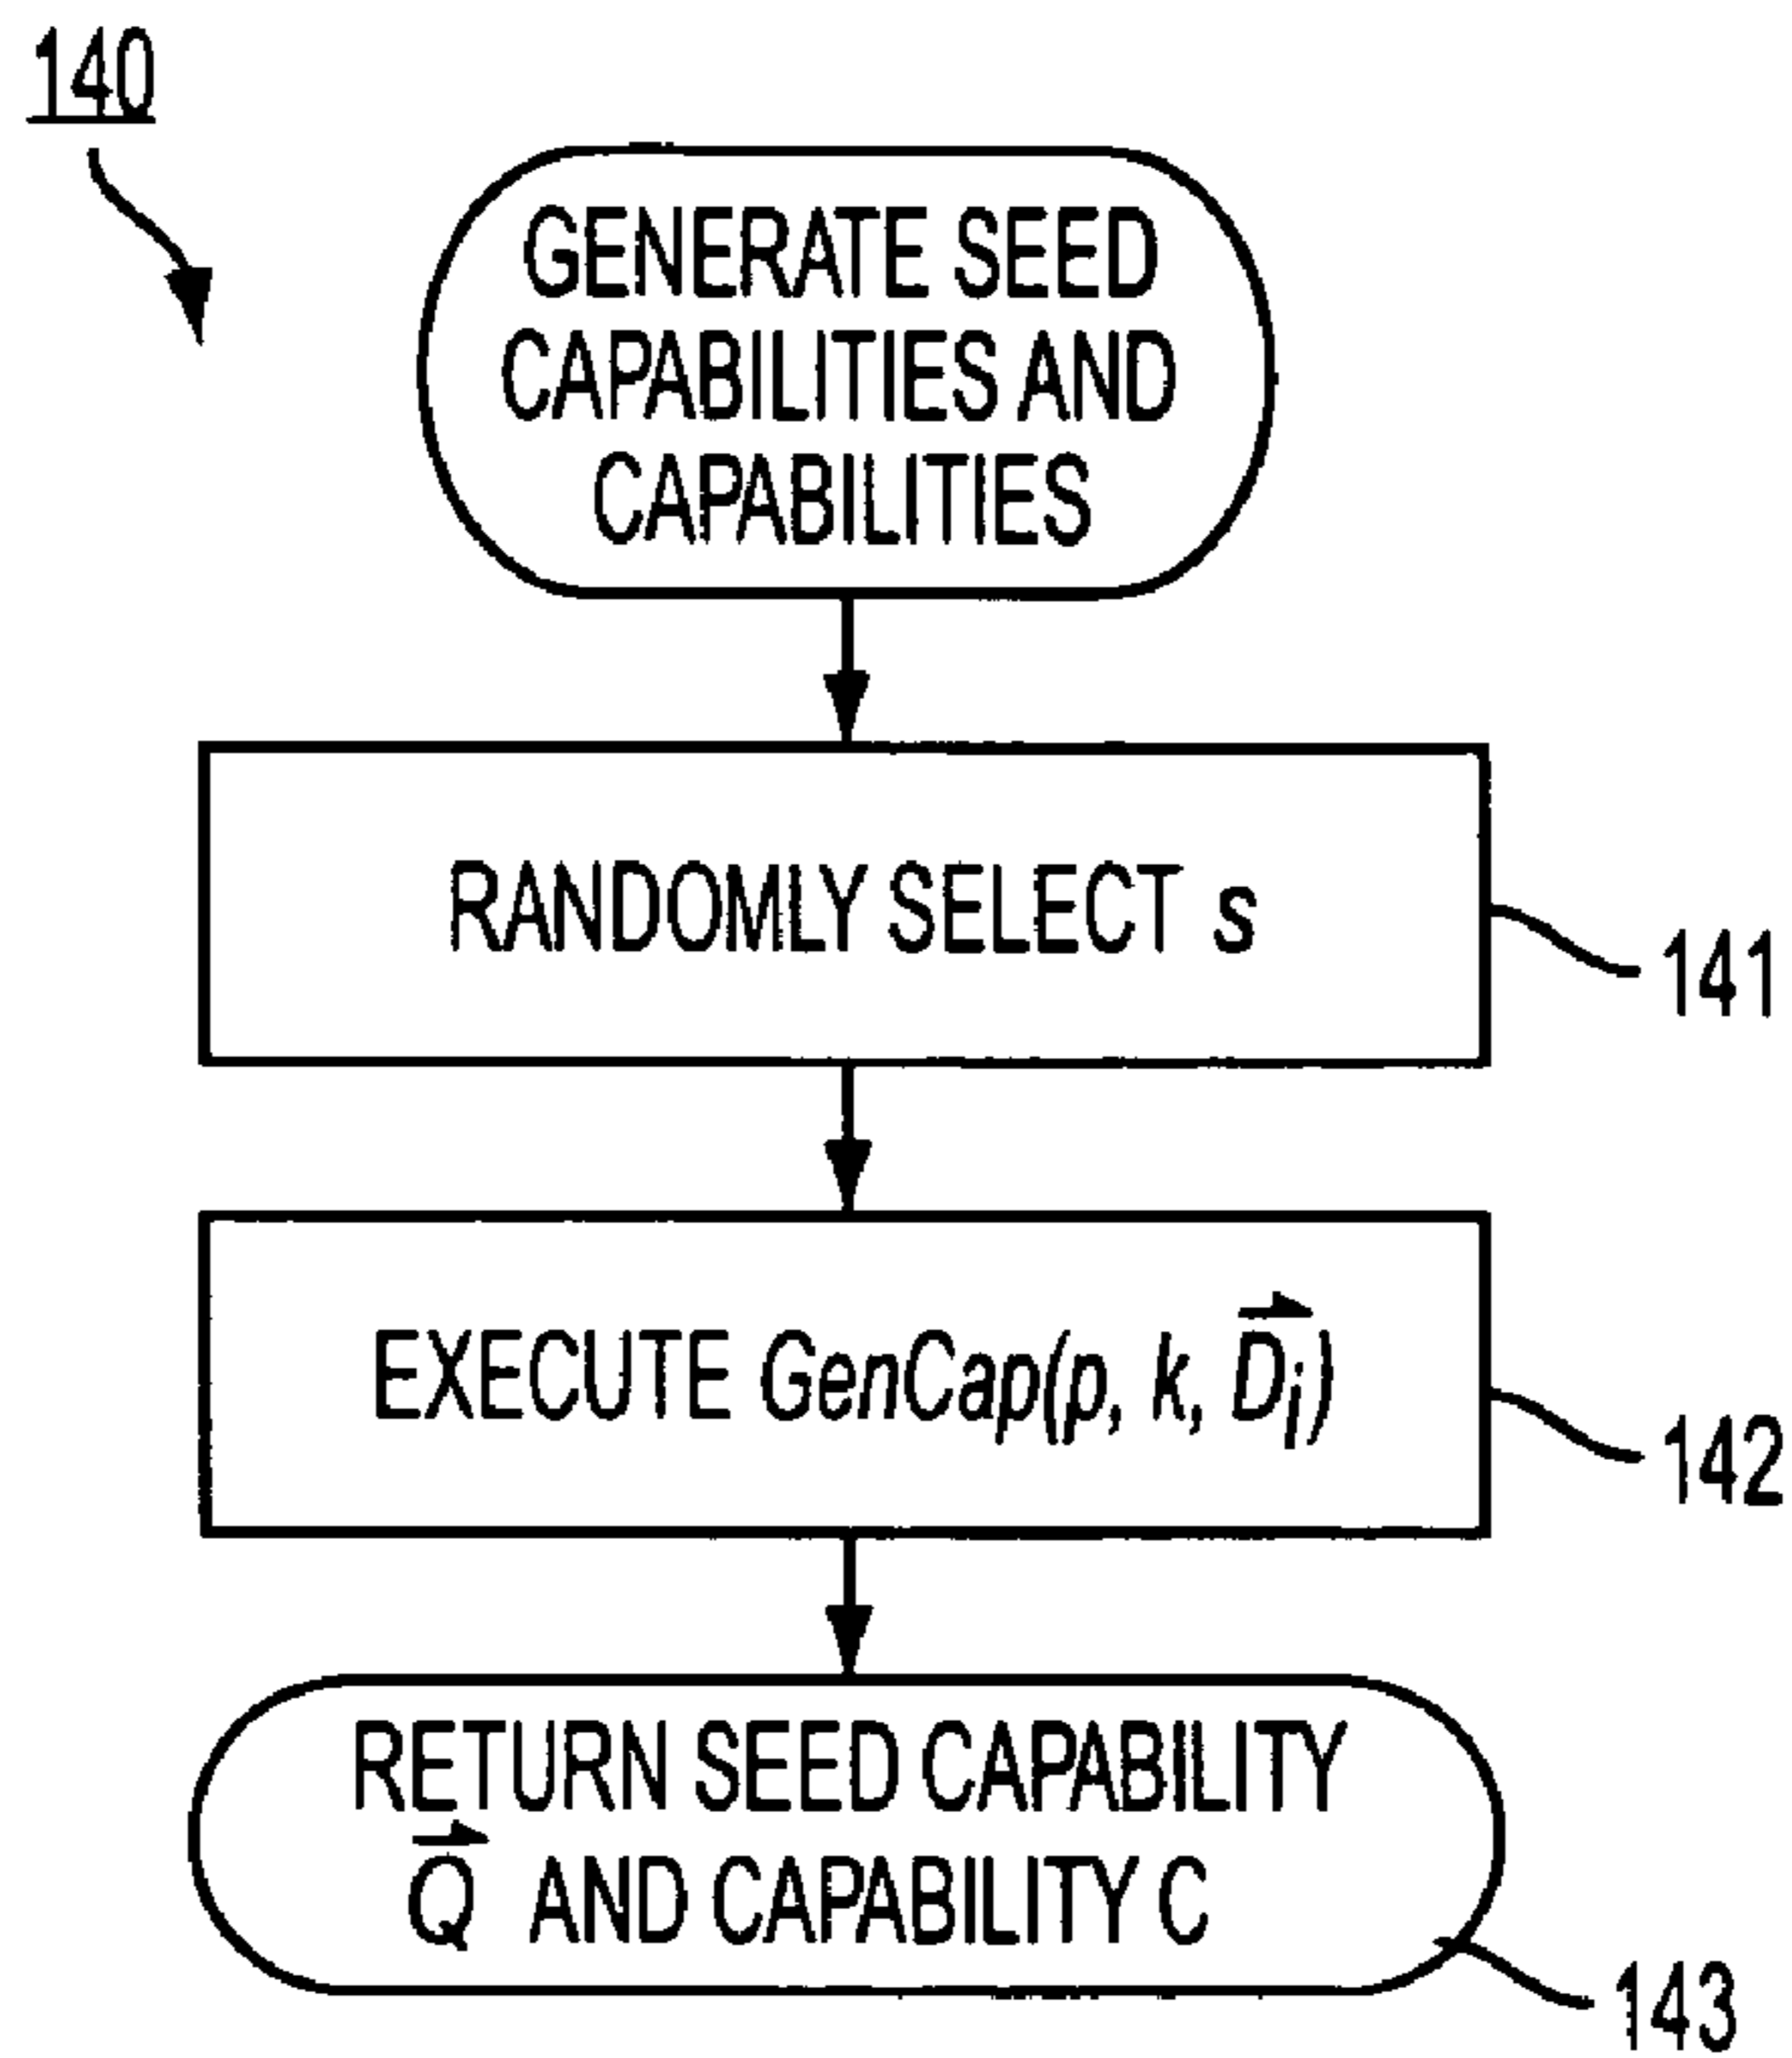 140
GENERATE SEED
CAPABILITIES AND
CAPABILITIES
RANDOMLY SELECT s
141
EXECUTE GenCap(p, k, D⃗i)
142
RETURN SEED CAPABILITY
Q⃗ AND CAPABILITY C
143